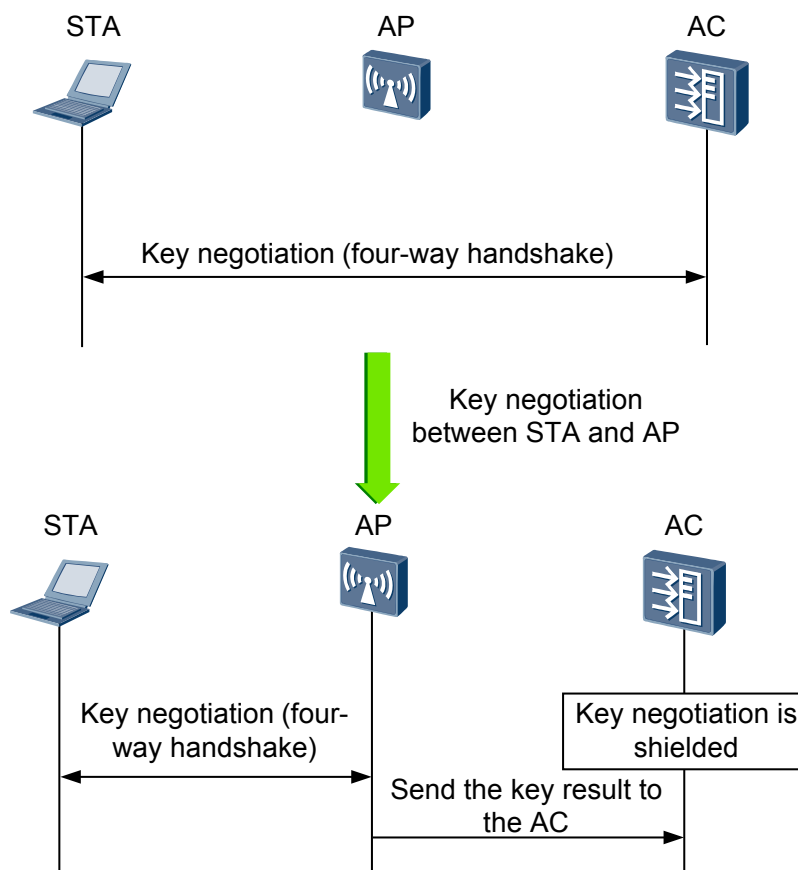 STA
AP
AC
Key negotiation (four-way handshake)
Key negotiation
between STA and AP
STA
AP
AC
Key negotiation (four-
way handshake)
Key negotiation is
shielded
Send the key result to
the AC